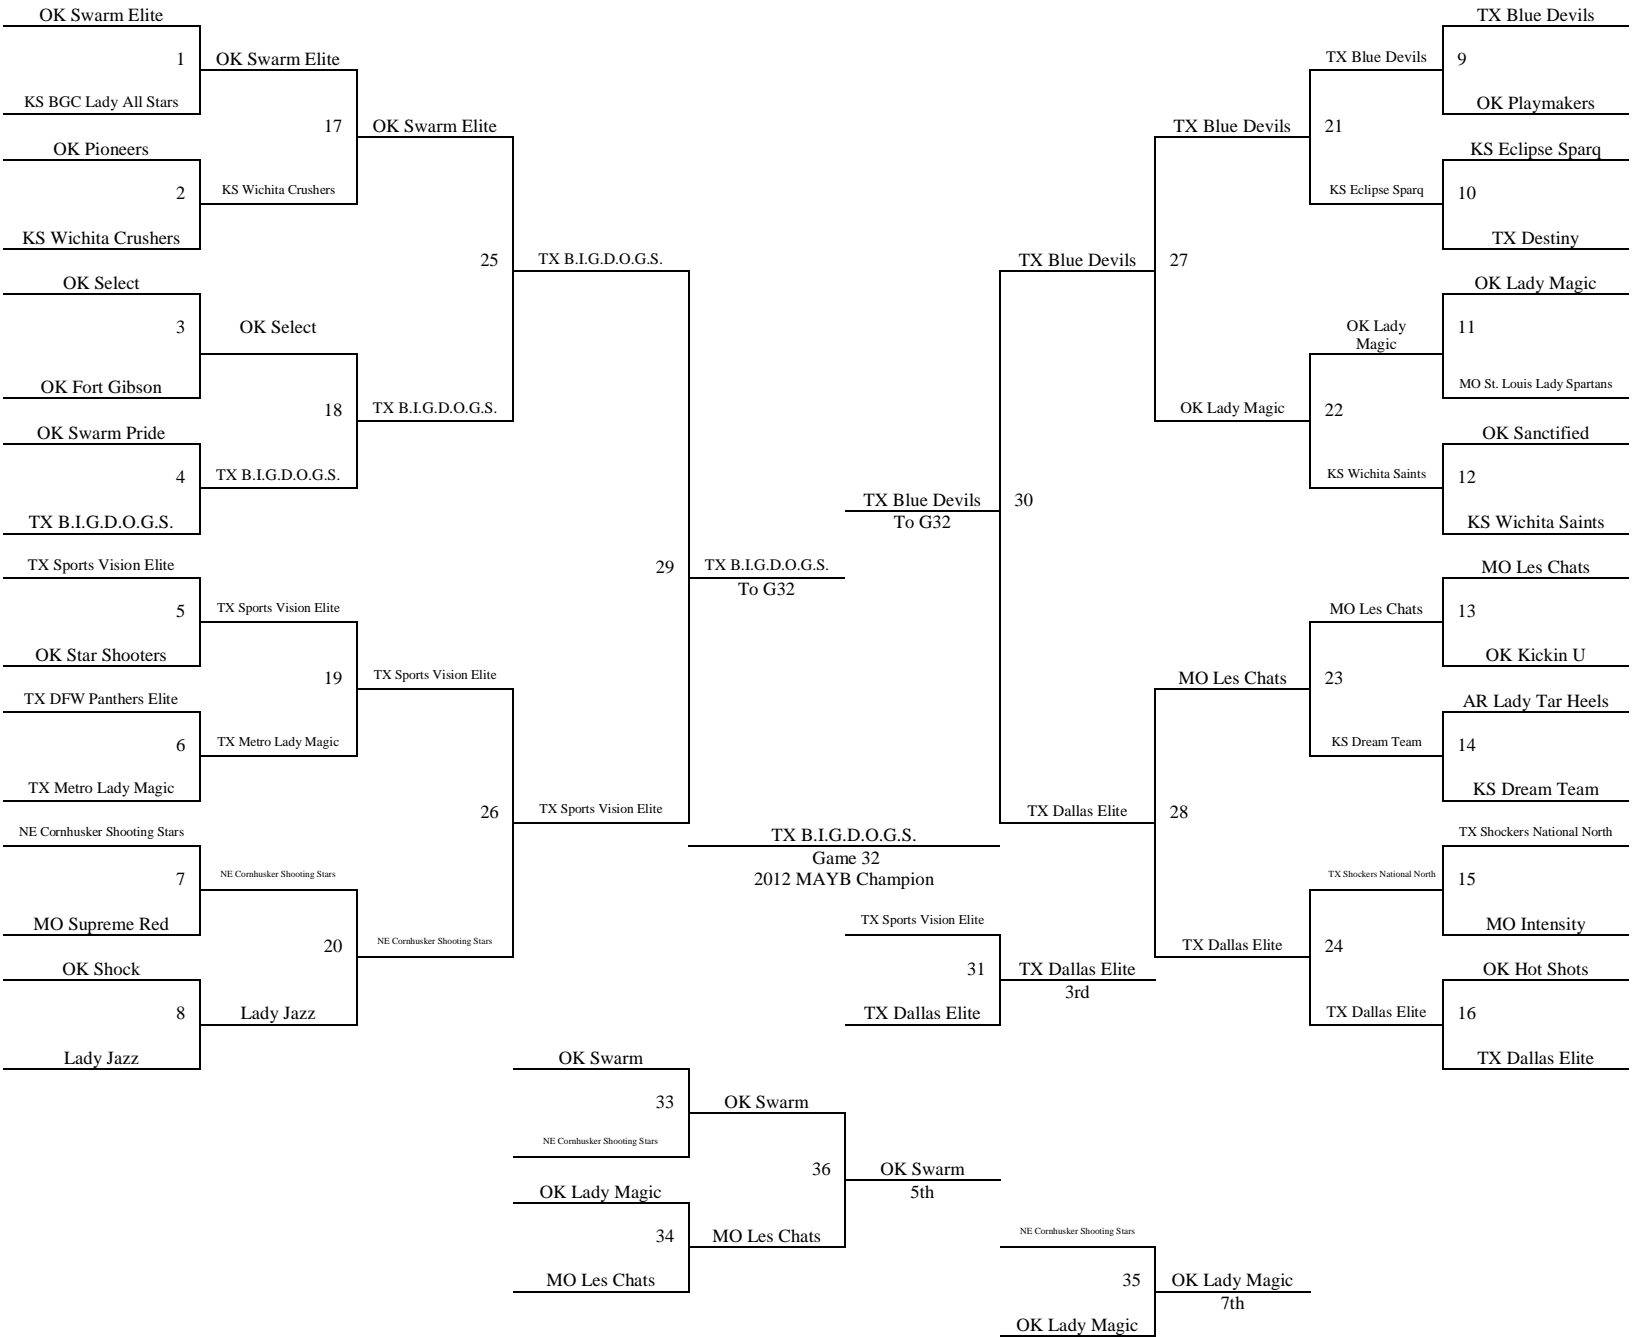 OK Swarm Elite
1
OK Swarm Elite
KS BGC Lady All Stars
17
OK Swarm Elite
OK Pioneers
2
KS Wichita Crushers
KS Wichita Crushers
25
TX B.I.G.D.O.G.S.
OK Select
3
OK Select
OK Fort Gibson
18
TX B.I.G.D.O.G.S.
OK Swarm Pride
4
TX B.I.G.D.O.G.S.
TX B.I.G.D.O.G.S.
29
TX B.I.G.D.O.G.S.
To G32
TX Sports Vision Elite
5
TX Sports Vision Elite
OK Star Shooters
19
TX Sports Vision Elite
TX DFW Panthers Elite
6
TX Metro Lady Magic
TX Metro Lady Magic
26
TX Sports Vision Elite
NE Cornhusker Shooting Stars
7
NE Cornhusker Shooting Stars
MO Supreme Red
20
NE Cornhusker Shooting Stars
OK Shock
8
Lady Jazz
Lady Jazz
TX Blue Devils
TX Blue Devils
9
OK Playmakers
TX Blue Devils
21
KS Eclipse Sparq
KS Eclipse Sparq
10
TX Destiny
TX Blue Devils
27
OK Lady Magic
OK Lady
Magic
11
MO St. Louis Lady Spartans
OK Lady Magic
22
OK Sanctified
KS Wichita Saints
12
KS Wichita Saints
TX Blue Devils
To G32
30
MO Les Chats
MO Les Chats
13
OK Kickin U
MO Les Chats
23
AR Lady Tar Heels
KS Dream Team
14
KS Dream Team
TX Dallas Elite
28
TX Shockers National North
TX Shockers National North
15
MO Intensity
TX Dallas Elite
24
OK Hot Shots
TX Dallas Elite
16
TX Dallas Elite
TX B.I.G.D.O.G.S.
Game 32
2012 MAYB Champion
TX Sports Vision Elite
31
TX Dallas Elite
3rd
TX Dallas Elite
OK Swarm
33
OK Swarm
NE Cornhusker Shooting Stars
36
OK Swarm
5th
OK Lady Magic
34
MO Les Chats
MO Les Chats
NE Cornhusker Shooting Stars
35
OK Lady Magic
7th
OK Lady Magic